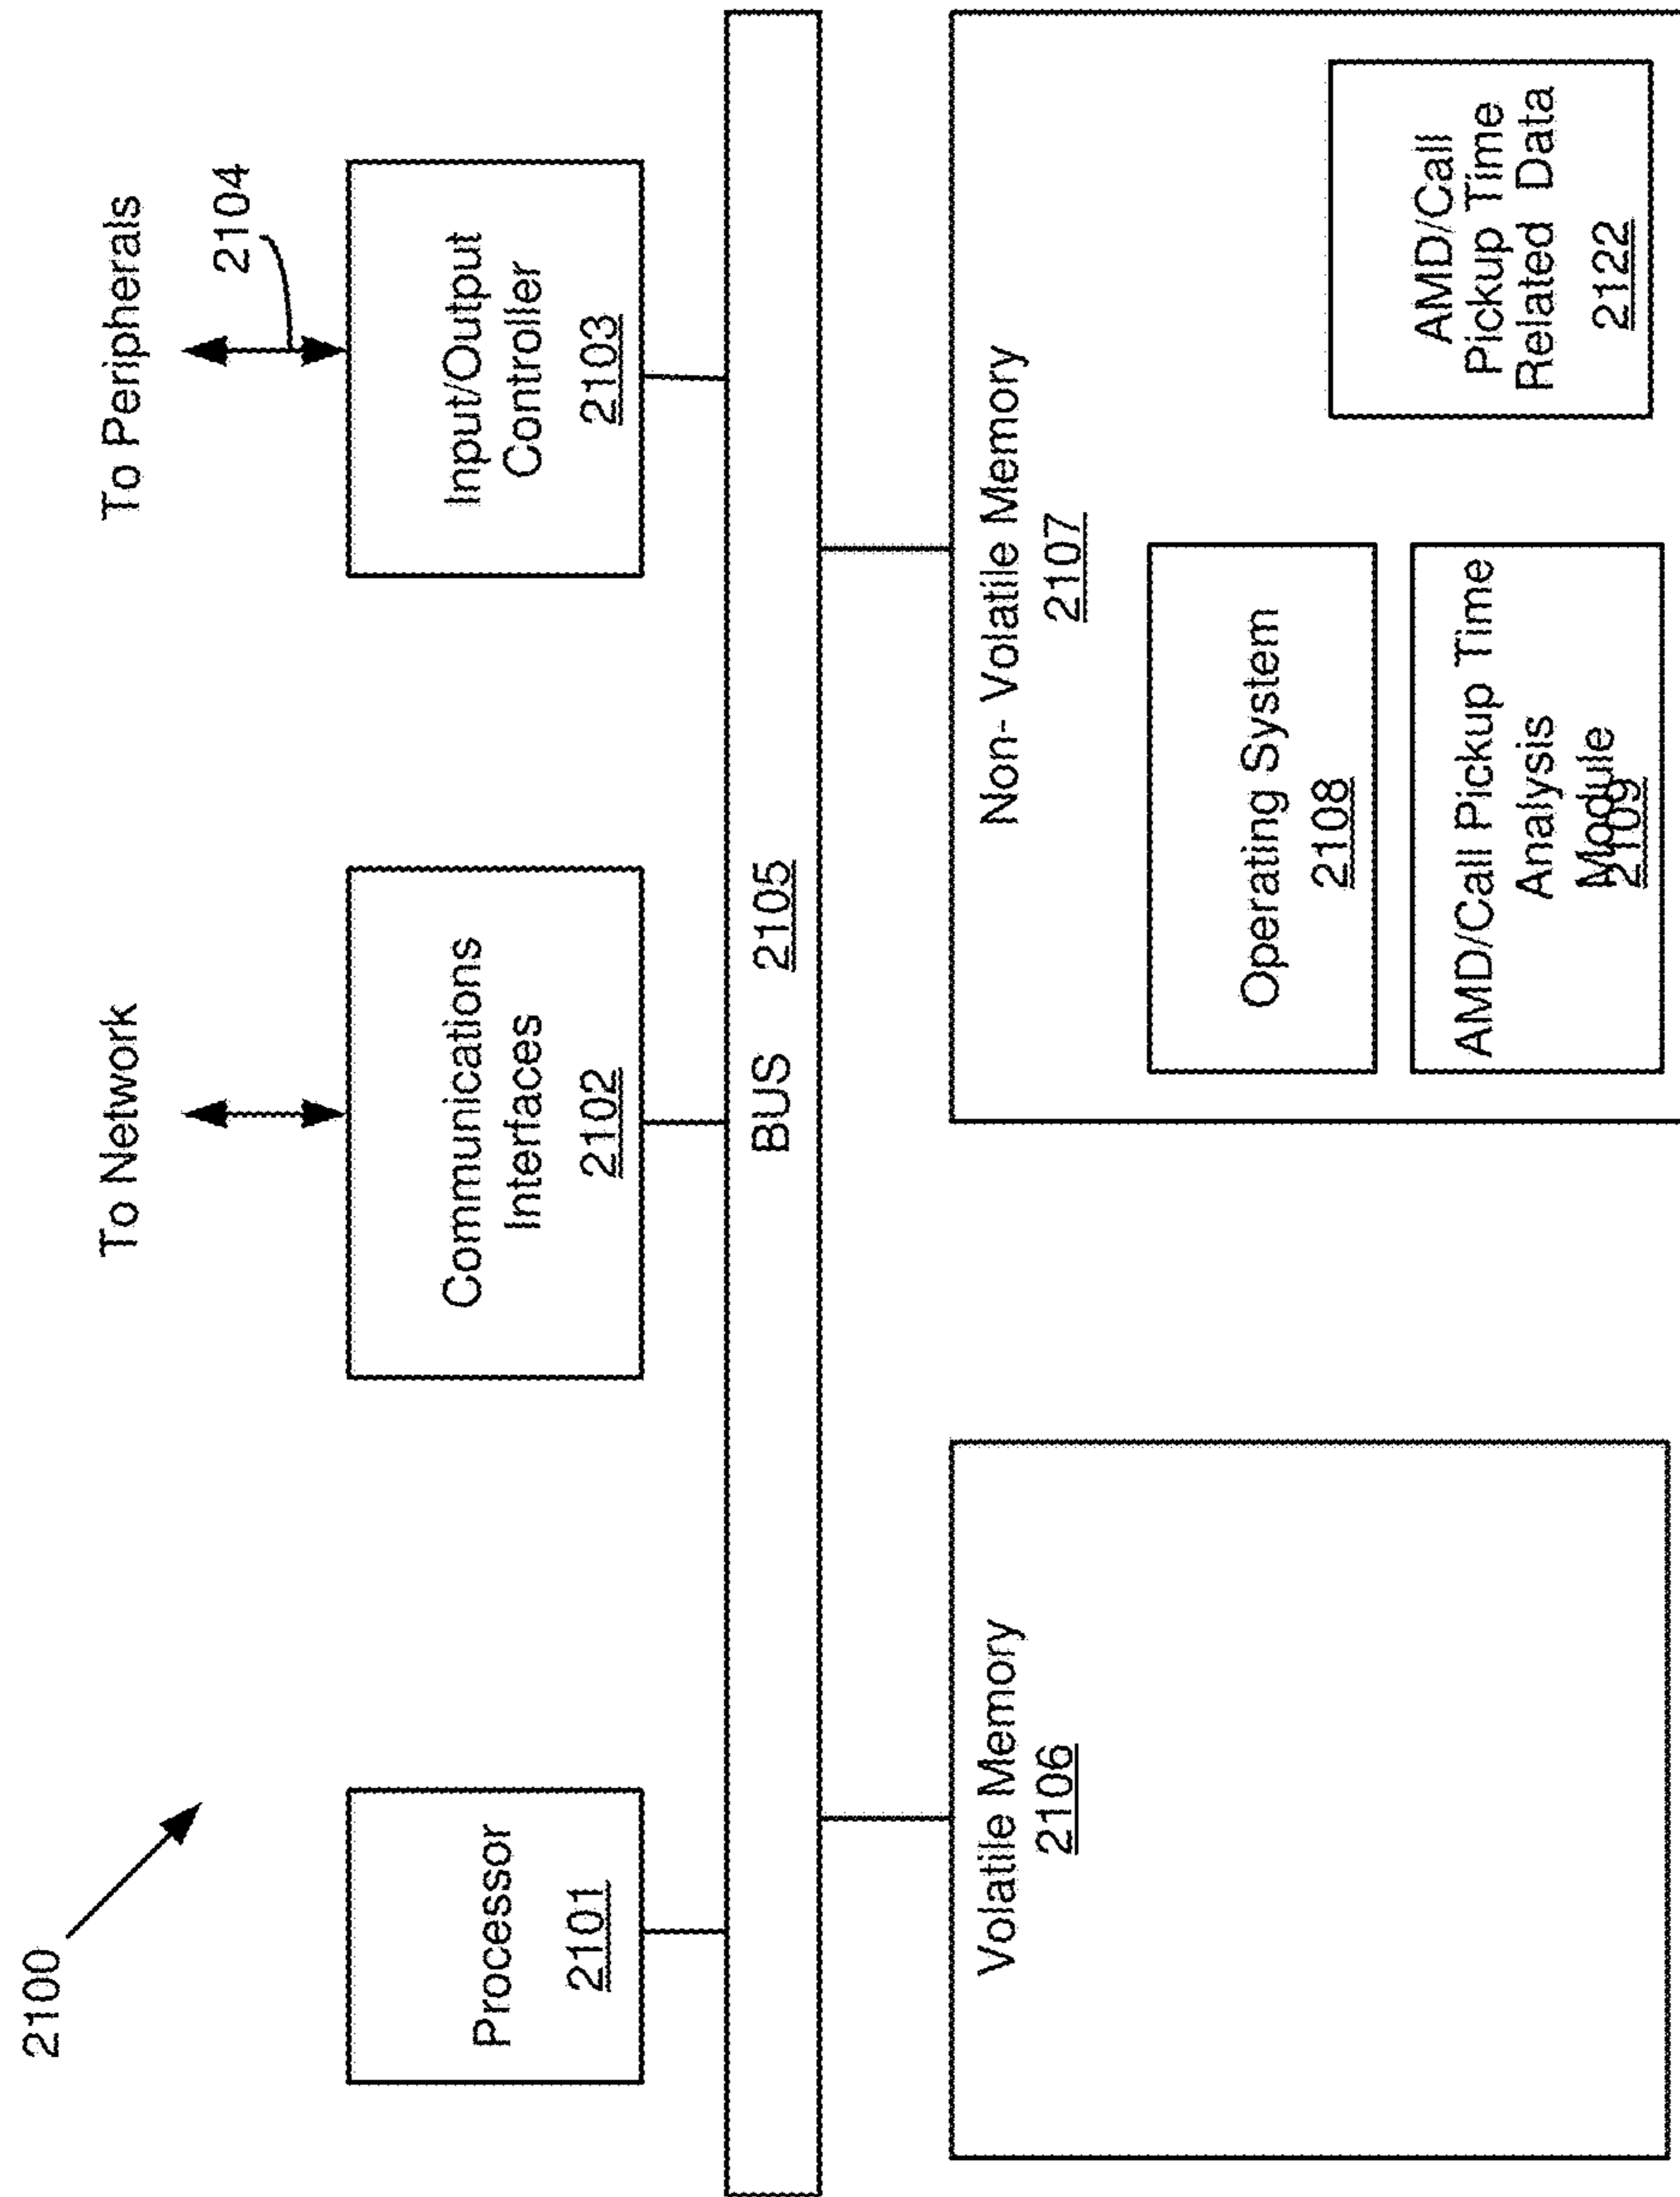 2100
To Network
To Peripherals
2104
Processor
2101
Communications
Interfaces
2102
Input/Output
Controller
2103
BUS 2105
Volatile Memory
2106
Non- Volatile Memory
2107
Operating System
2108
AMD/Call Pickup Time
Analysis
Module
2109
AMD/Call
Pickup Time
Related Data
2122